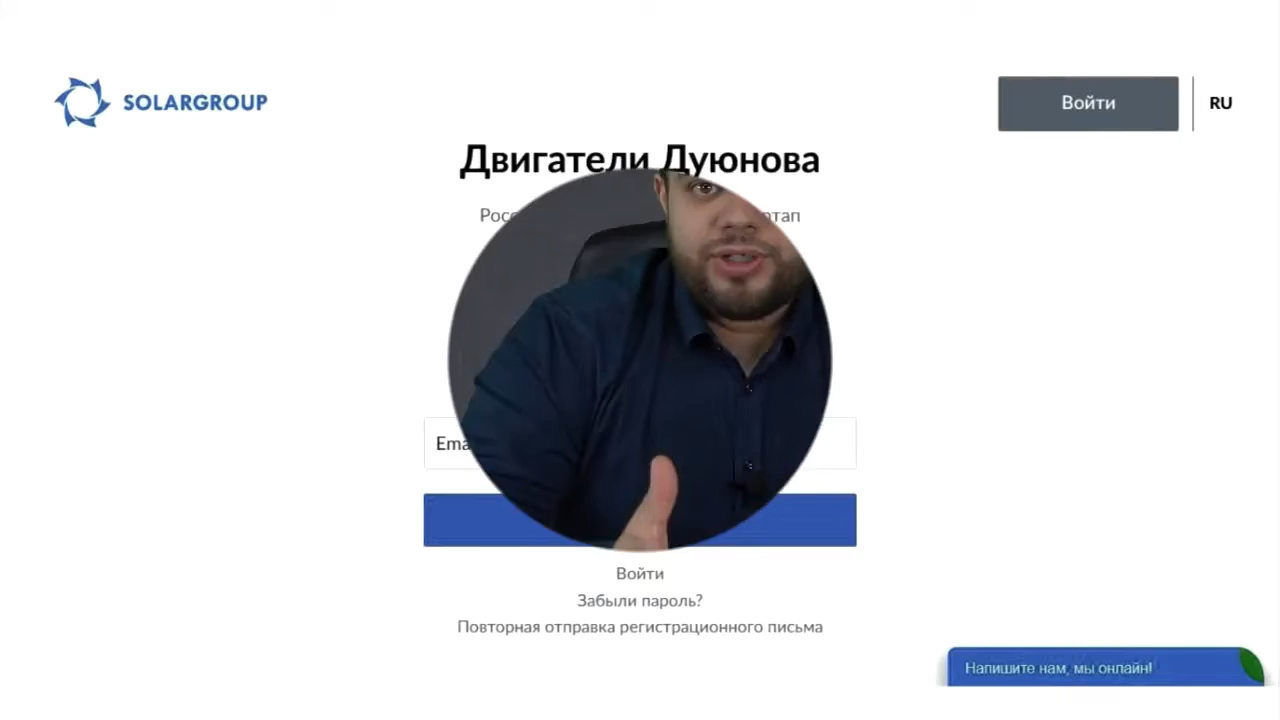 SOLARGROUP
Войти
RU
Двигатели Дуюнова
Войти
Забыли пароль?
Повторная отправка регистрационного письма
Напишите нам, мы онлайн!